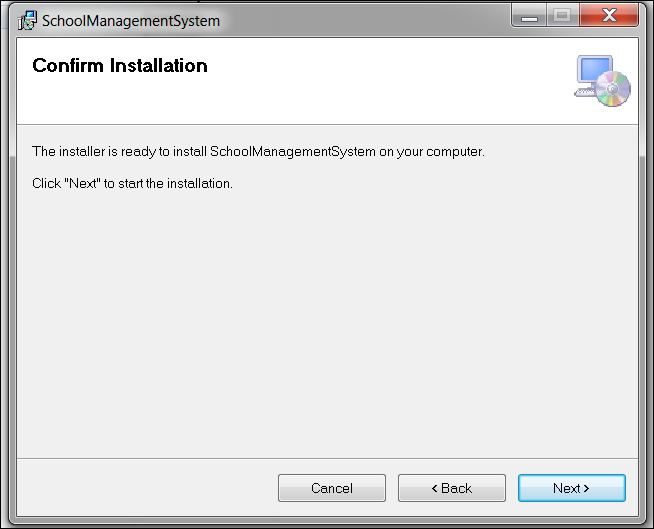 SchoolManagementSystem
Confirm Installation
The installer is ready to install SchoolManagementSystem on your computer.
Click "Next" to start the installation.
Cancel
< Back
Next >